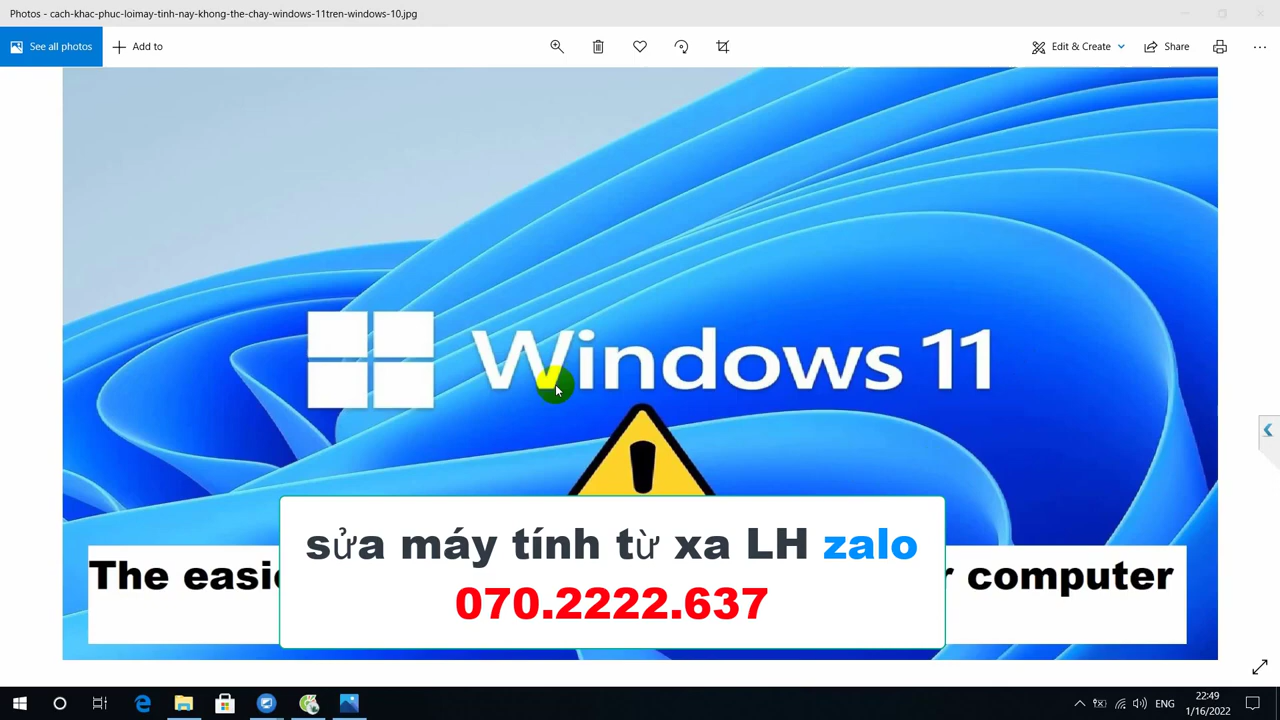 Photos - cach-khac-phuc-loimay-tinh-nay-khong-the-chay-windows-11tren-windows-10.jpg
See all photos
Add to
Edit & Create
Share
Windows 11
sửa máy tính từ xa LH zalo
The easie
computer
070.2222.637
ENG
22:49
1/16/2022